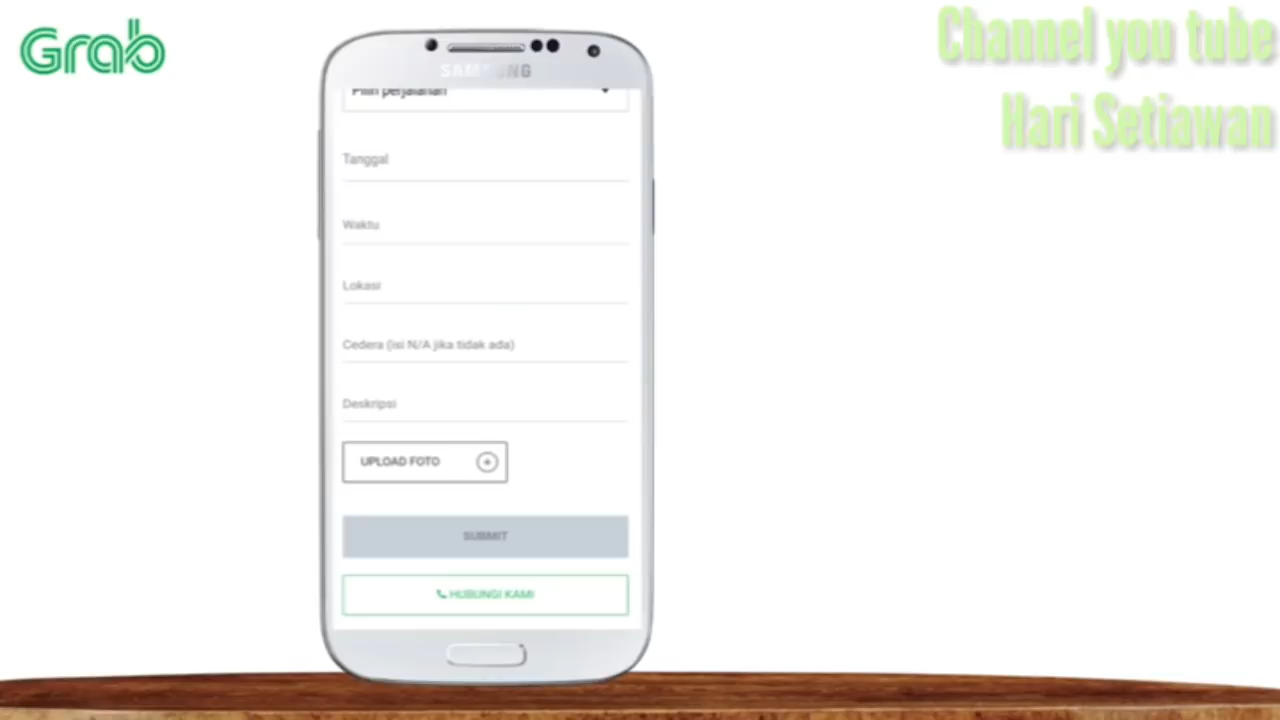 Grab
Channel you tube
Hari Setiawan
SAMSUNG
Pilih perjalanan
Tanggal
Waktu
Lokasi
Cedera (isi N/A jika tidak ada)
Deskripsi
UPLOAD FOTO
SUBMIT
HUBUNGI KAMI